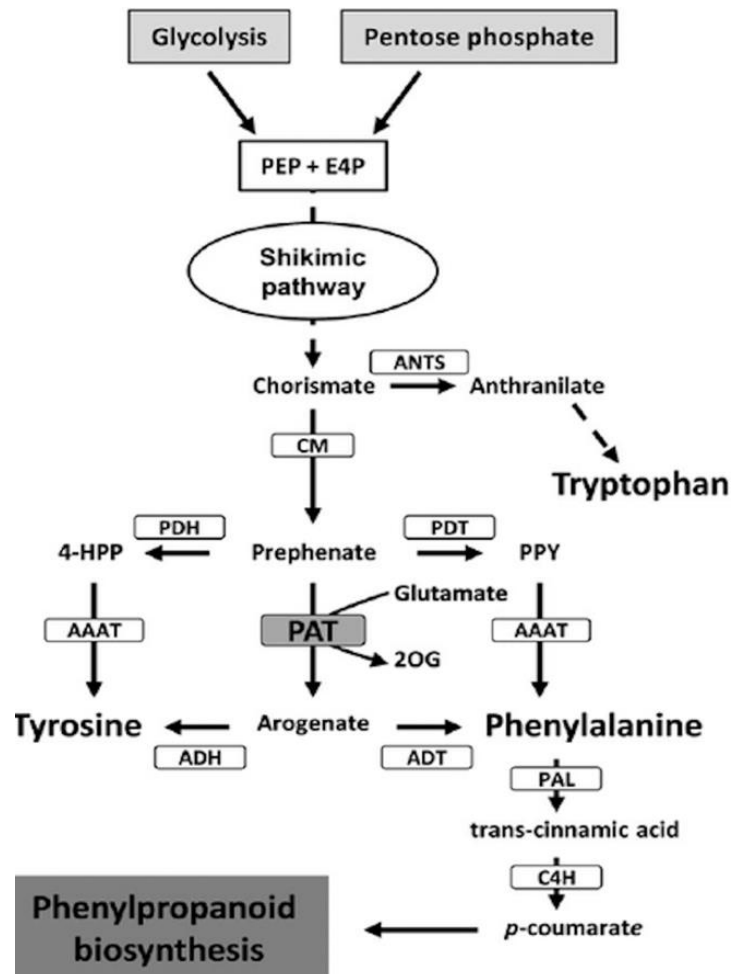 Glycolysis
Pentose phosphate
PEP + E4P
Shikimic
pathway
ANTS
Chorismate
Anthranilate
CM
Tryptophan
PDH
PDT
4-HPP
Prephenate
PPY
Glutamate
AAAT
PAT
AAAT
2OG
Tyrosine
Arogenate
Phenylalanine
ADH
ADT
PAL
trans-cinnamic acid
C4H
Phenylpropanoid
biosynthesis
p-coumarate